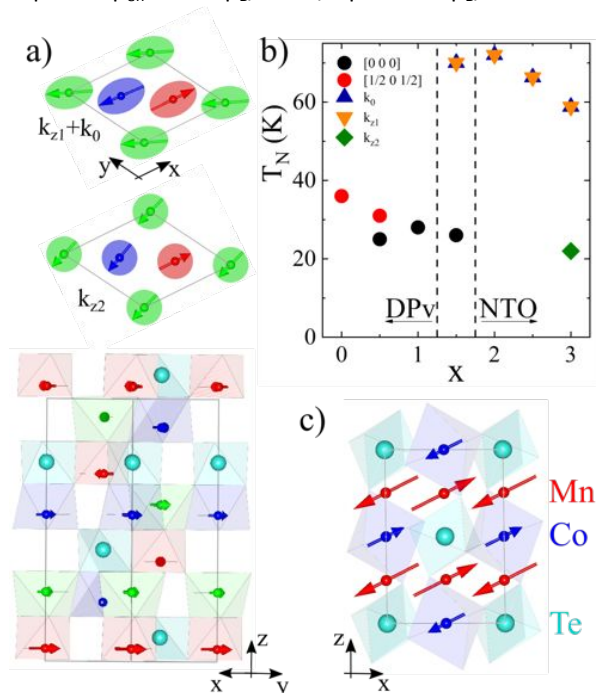 a)
k_z1+k_0
y
x
k_z2
z
x
y
b)
[0 0 0]
[1/2 0 1/2]
k_0
k_z1
k_z2
T_N (K)
80
60
40
20
0
DPv
NTO
0
1
2
3
x
c)
Mn
Co
Te
z
x